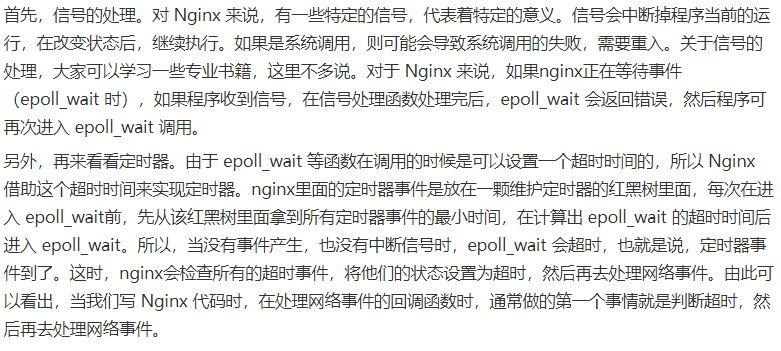 首先，信号的处理。对 Nginx 来说，有一些特定的信号，代表着特定的意义。信号会中断掉程序当前的运
行，在改变状态后，继续执行。如果是系统调用，则可能会导致系统调用的失败，需要重入。关于信号的
处理，大家可以学习一些专业书籍，这里不多说。对于 Nginx 来说，如果nginx正在等待事件
（epoll_wait 时），如果程序收到信号，在信号处理函数处理完后，epoll_wait 会返回错误，然后程序可
再次进入 epoll_wait 调用。
另外，再来看看定时器。由于 epoll_wait 等函数在调用的时候是可以设置一个超时时间的，所以 Nginx
借助这个超时时间来实现定时器。nginx里面的定时器事件是放在一颗维护定时器的红黑树里面，每次在进
入 epoll_wait前，先从该红黑树里面拿到所有定时器事件的最小时间，在计算出 epoll_wait 的超时时间后
进入 epoll_wait。所以，当没有事件产生，也没有中断信号时，epoll_wait 会超时，也就是说，定时器事
件到了。这时，nginx会检查所有的超时事件，将他们的状态设置为超时，然后再去处理网络事件。由此可
以看出，当我们写 Nginx 代码时，在处理网络事件的回调函数时，通常做的第一个事情就是判断超时，然
后再去处理网络事件。